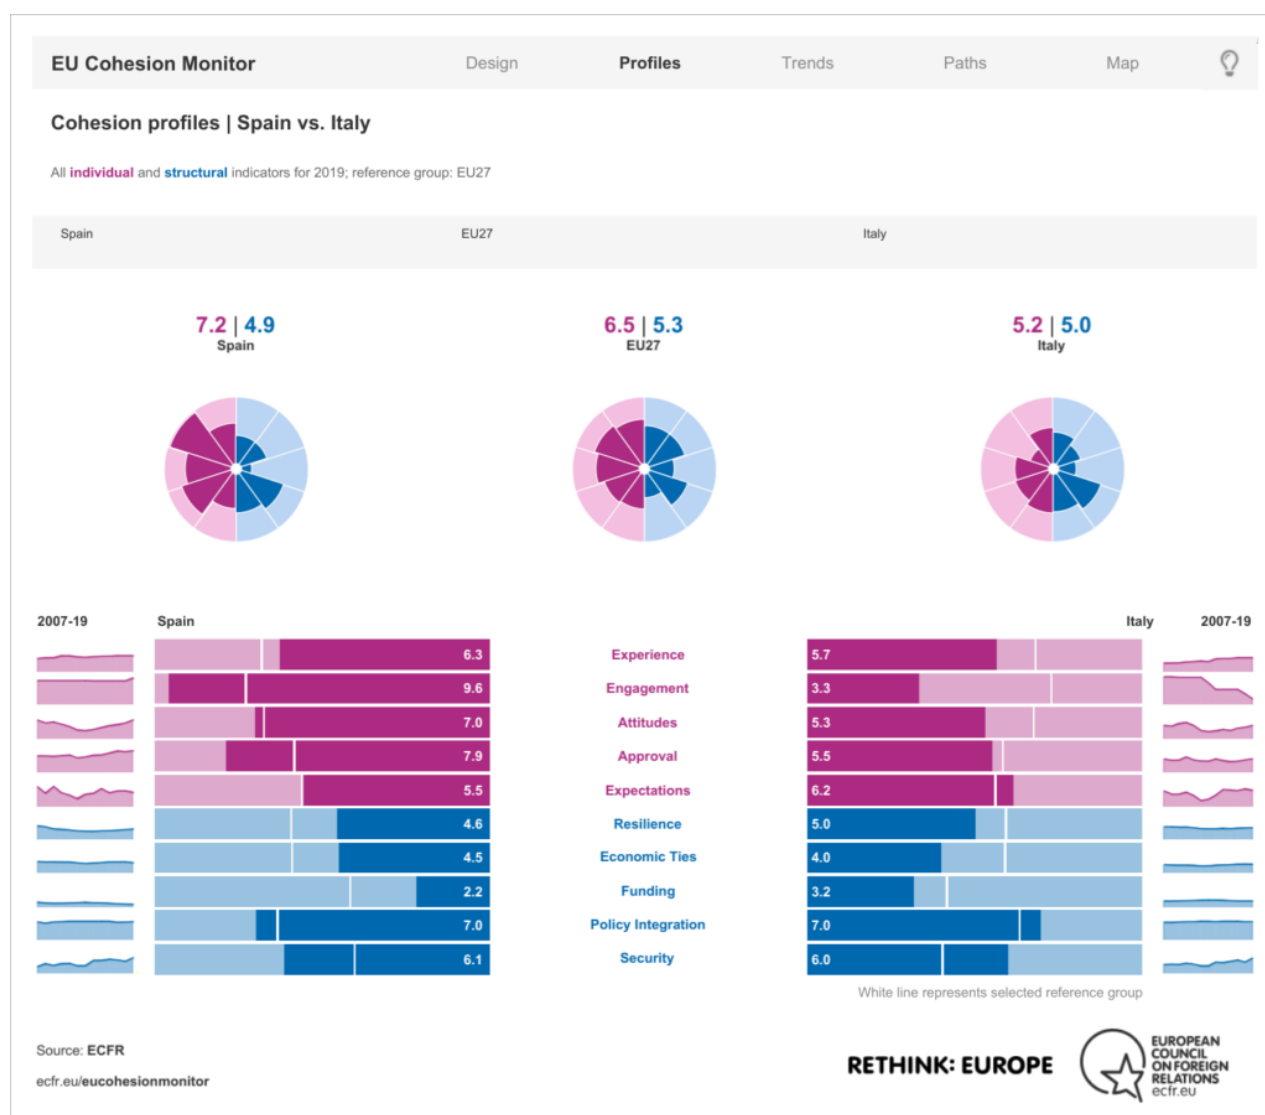 EU Cohesion Monitor Design Profiles Trends Paths Map
Cohesion profiles | Spain vs. Italy
All individual and structural indicators for 2019; reference group: EU27
Spain EU27 Italy
7.2 | 4.9 6.5 | 5.3 5.2 | 5.0
Spain EU27 Italy
2007-19 Spain Italy 2007-19
6.3 Experience 5.7
9.6 Engagement 3.3
7.0 Attitudes 5.3
7.9 Approval 5.5
5.5 Expectations 6.2
4.6 Resilience 5.0
4.5 Economic Ties 4.0
2.2 Funding 3.2
7.0 Policy Integration 7.0
6.1 Security 6.0
White line represents selected reference group
Source: ECFR
ecfr.eu/eucohesionmonitor
RETHINK: EUROPE
EUROPEAN
COUNCIL
ON FOREIGN
RELATIONS
ecfr.eu